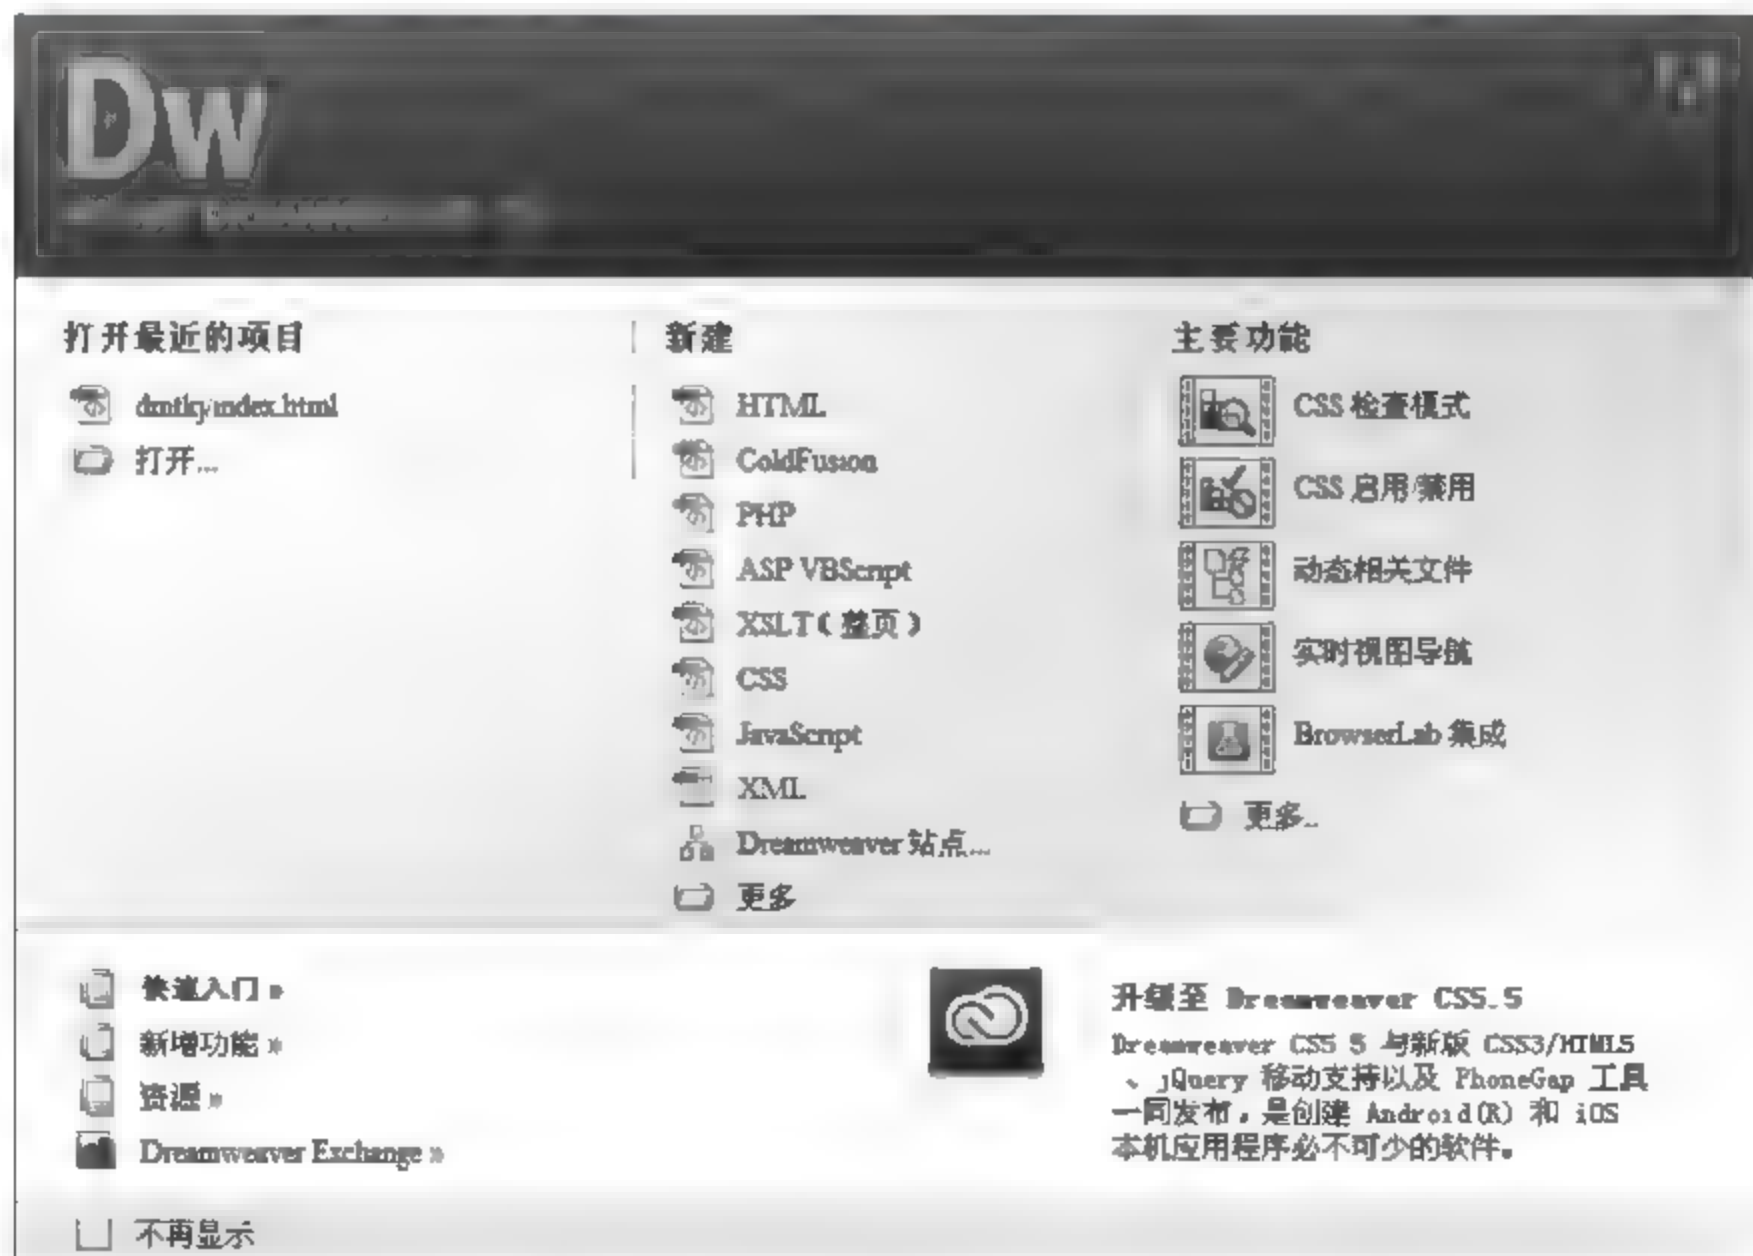 Dw
打开最近的项目
打开...
新建
HTML
ColdFusion
PHP
ASP VBScript
XSLT(整页)
CSS
JavaScript
XML
Dreamweaver 站点...
更多
主要功能
CSS 检查模式
CSS 启用/禁用
动态相关文件
实时视图导航
BrowserLab 集成
更多..
快速入门 »
新增功能 »
资源 »
Dreamweaver Exchange »
升级至 Dreamweaver CS5.5
Dreamweaver CS5 5 与新版 CSS3/HTML5
、jQuery 移动支持以及 PhoneGap 工具
一同发布，是创建 Android(R) 和 iOS
本机应用程序必不可少的软件。
不再显示